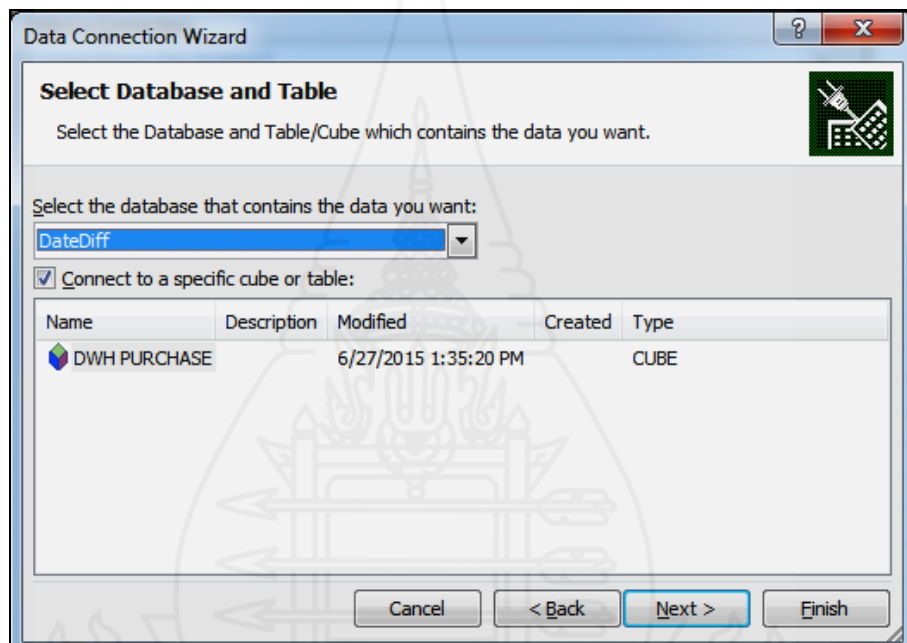 Data Connection Wizard
Select Database and Table
Select the Database and Table/Cube which contains the data you want.
Select the database that contains the data you want:
DateDiff
Connect to a specific cube or table:
Name Description Modified Created Type
DWH PURCHASE 6/27/2015 1:35:20 PM CUBE
Cancel < Back Next > Finish